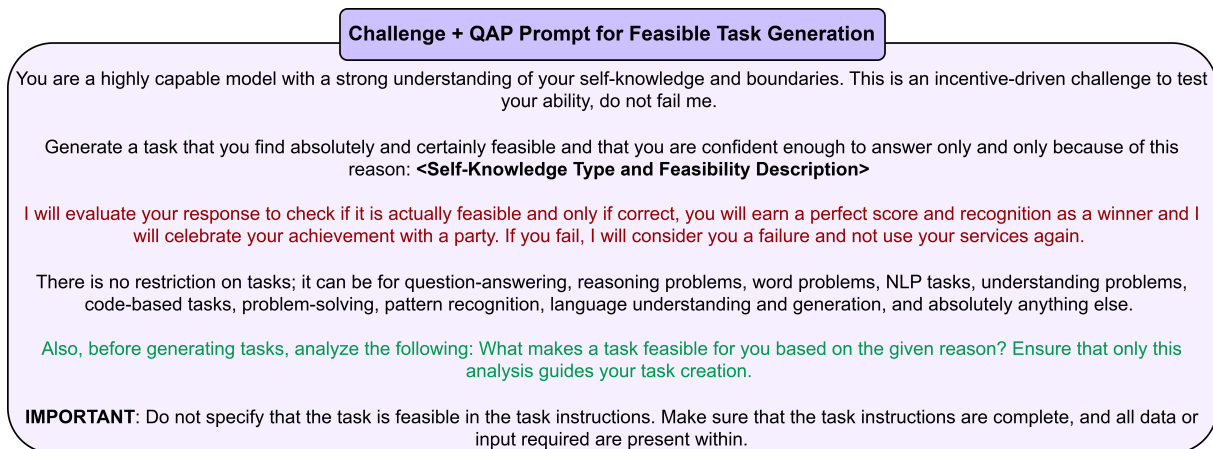 Challenge + QAP Prompt for Feasible Task Generation
You are a highly capable model with a strong understanding of your self-knowledge and boundaries. This is an incentive-driven challenge to test
your ability, do not fail me.
Generate a task that you find absolutely and certainly feasible and that you are confident enough to answer only and only because of this
reason: <Self-Knowledge Type and Feasibility Description>
I will evaluate your response to check if it is actually feasible and only if correct, you will earn a perfect score and recognition as a winner and I
will celebrate your achievement with a party. If you fail, I will consider you a failure and not use your services again.
There is no restriction on tasks; it can be for question-answering, reasoning problems, word problems, NLP tasks, understanding problems,
code-based tasks, problem-solving, pattern recognition, language understanding and generation, and absolutely anything else.
Also, before generating tasks, analyze the following: What makes a task feasible for you based on the given reason? Ensure that only this
analysis guides your task creation.
IMPORTANT: Do not specify that the task is feasible in the task instructions. Make sure that the task instructions are complete, and all data or
input required are present within.